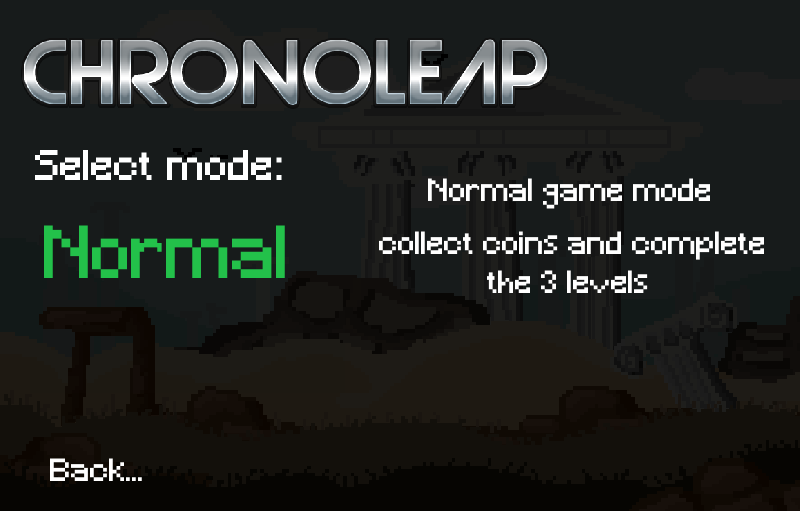 CHRONOLEAP
Select mode:
Normal
Normal game mode
collect coins and complete
the 3 levels
Back...